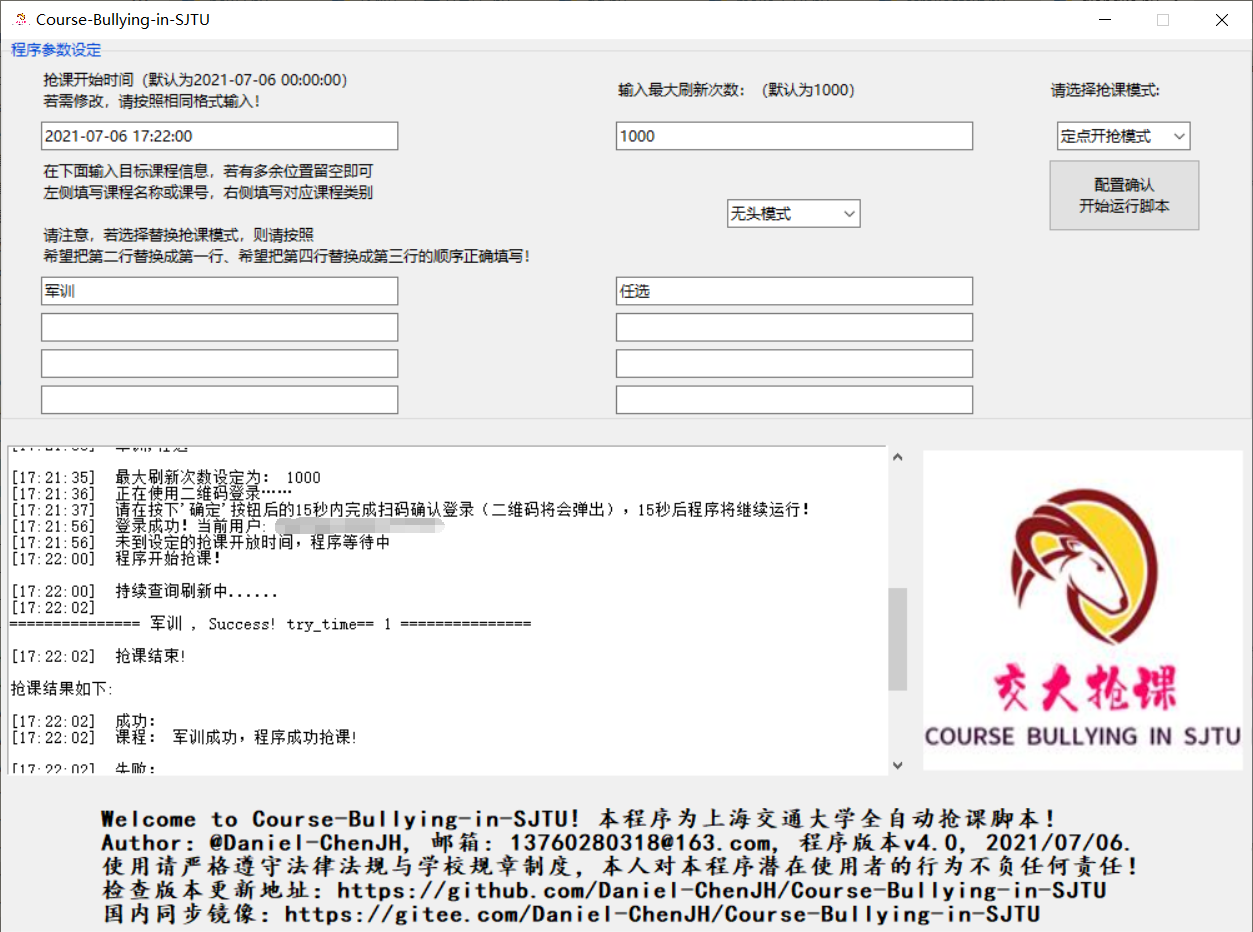 Course-Bullying-in-SJTU
程序参数设定
抢课开始时间（默认为2021-07-06 00:00:00）
若需修改，请按照相同格式输入！
输入最大刷新次数：（默认为1000）
请选择抢课模式:
2021-07-06 17:22:00
1000
定点开抢模式
在下面输入目标课程信息，若有多余位置留空即可
左侧填写课程名称或课号，右侧填写对应课程类别
配置确认
开始运行脚本
无头模式
请注意，若选择替换抢课模式，则请按照
希望把第二行替换成第一行、希望把第四行替换成第三行的顺序正确填写！
军训
任选
[17:21:35] 最大刷新次数设定为： 1000
[17:21:36] 正在使用二维码登录……
[17:21:37] 请在按下'确定'按钮后的15秒内完成扫码确认登录（二维码将会弹出），15秒后程序将继续运行！
[17:21:56] 登录成功！当前用户:
[17:21:56] 未到设定的抢课开放时间，程序等待中
[17:22:00] 程序开始抢课！
[17:22:00] 持续查询刷新中......
[17:22:02]
=============== 军训 , Success! try_time== 1 ===============
[17:22:02] 抢课结束!
抢课结果如下:
[17:22:02] 成功：
[17:22:02] 课程： 军训成功，程序成功抢课!
[17:22:02] 失败：
交大抢课
COURSE BULLYING IN SJTU
Welcome to Course-Bullying-in-SJTU! 本程序为上海交通大学全自动抢课脚本！
Author: @Daniel-ChenJH, 邮箱: 13760280318@163.com, 程序版本v4.0, 2021/07/06.
使用请严格遵守法律法规与学校规章制度，本人对本程序潜在使用者的行为不负任何责任！
检查版本更新地址: https://github.com/Daniel-ChenJH/Course-Bullying-in-SJTU
国内同步镜像: https://gitee.com/Daniel-ChenJH/Course-Bullying-in-SJTU